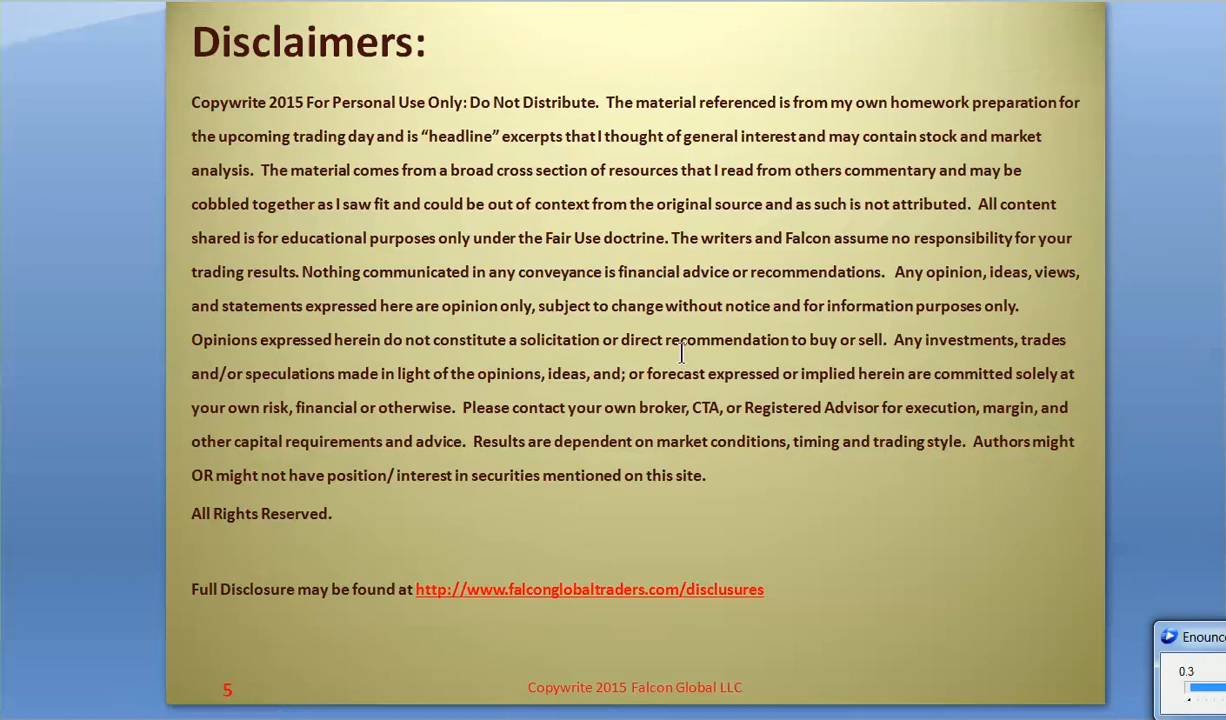 Disclaimers:
Copywrite 2015 For Personal Use Only: Do Not Distribute.  The material referenced is from my own homework preparation for
the upcoming trading day and is “headline” excerpts that I thought of general interest and may contain stock and market
analysis.  The material comes from a broad cross section of resources that I read from others commentary and may be
cobbled together as I saw fit and could be out of context from the original source and as such is not attributed.  All content
shared is for educational purposes only under the Fair Use doctrine. The writers and Falcon assume no responsibility for your
trading results. Nothing communicated in any conveyance is financial advice or recommendations.   Any opinion, ideas, views,
and statements expressed here are opinion only, subject to change without notice and for information purposes only.
Opinions expressed herein do not constitute a solicitation or direct recommendation to buy or sell.  Any investments, trades
and/or speculations made in light of the opinions, ideas, and; or forecast expressed or implied herein are committed solely at
your own risk, financial or otherwise.  Please contact your own broker, CTA, or Registered Advisor for execution, margin, and
other capital requirements and advice.  Results are dependent on market conditions, timing and trading style.  Authors might
OR might not have position/ interest in securities mentioned on this site.
All Rights Reserved.
Full Disclosure may be found at http://www.falconglobaltraders.com/disclusures
5
Copywrite 2015 Falcon Global LLC
Enounc
0.3